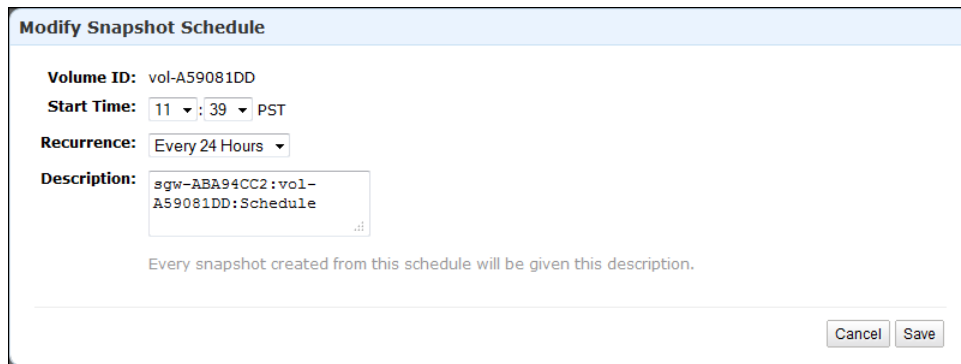 Modify Snapshot Schedule
Volume ID: vol-A59081DD
Start Time: 11 : 39 PST
Recurrence: Every 24 Hours
Description: sgw-ABA94CC2:vol-
A59081DD:Schedule
Every snapshot created from this schedule will be given this description.
Cancel Save